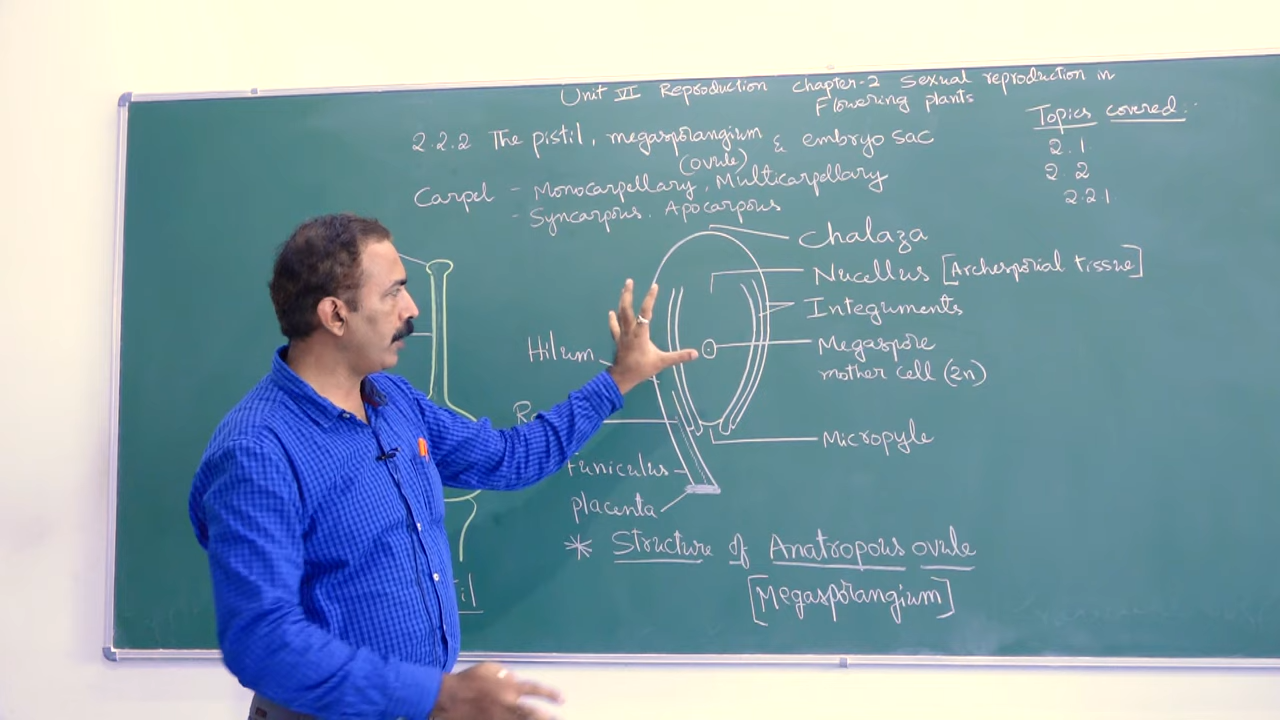 Unit VI Reproduction Chapter-2 Sexual reproduction in
Flowering plants
Topics covered:
2.1
2.2
2.2.1
2.2.2 The pistil, megasporangium & embryo sac
(ovule)
Carpel - Monocarpellary, Multicarpellary
- Syncarpous. Apocarpous
Chalaza
Nucellus [Archesporial tissue]
Integuments
Hilum
Megaspore
mother cell (2n)
Micropyle
Funiculus
placenta
* Structure of Anatropous ovule
[Megasporangium]